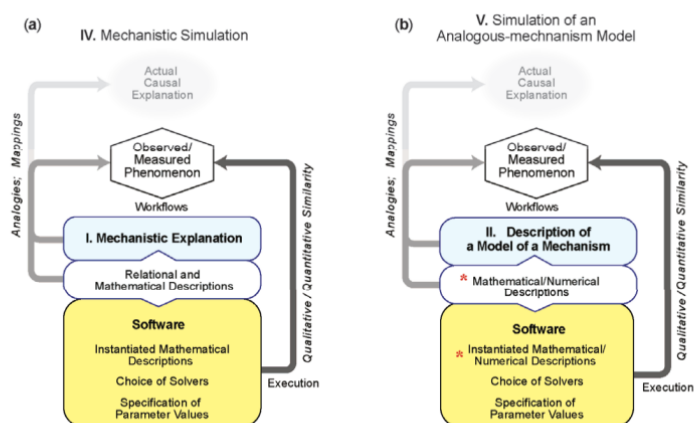 (a)
IV. Mechanistic Simulation
Actual
Causal
Explanation
Observed/
Measured
Phenomenon
Workflows
Analogies; Mappings
I. Mechanistic Explanation
Relational and
Mathematical Descriptions
Software
Instantiated Mathematical
Descriptions
Choice of Solvers
Specification of
Parameter Values
Execution
Qualitative / Quantitative Similarity
(b)
V. Simulation of an
Analogous-mechnanism Model
Actual
Causal
Explanation
Observed/
Measured
Phenomenon
Workflows
Analogies; Mappings
II. Description of
a Model of a Mechanism
* Mathematical/Numerical
Descriptions
Software
* Instantiated Mathematical/
Numerical Descriptions
Choice of Solvers
Specification of
Parameter Values
Execution
Qualitative / Quantitative Similarity